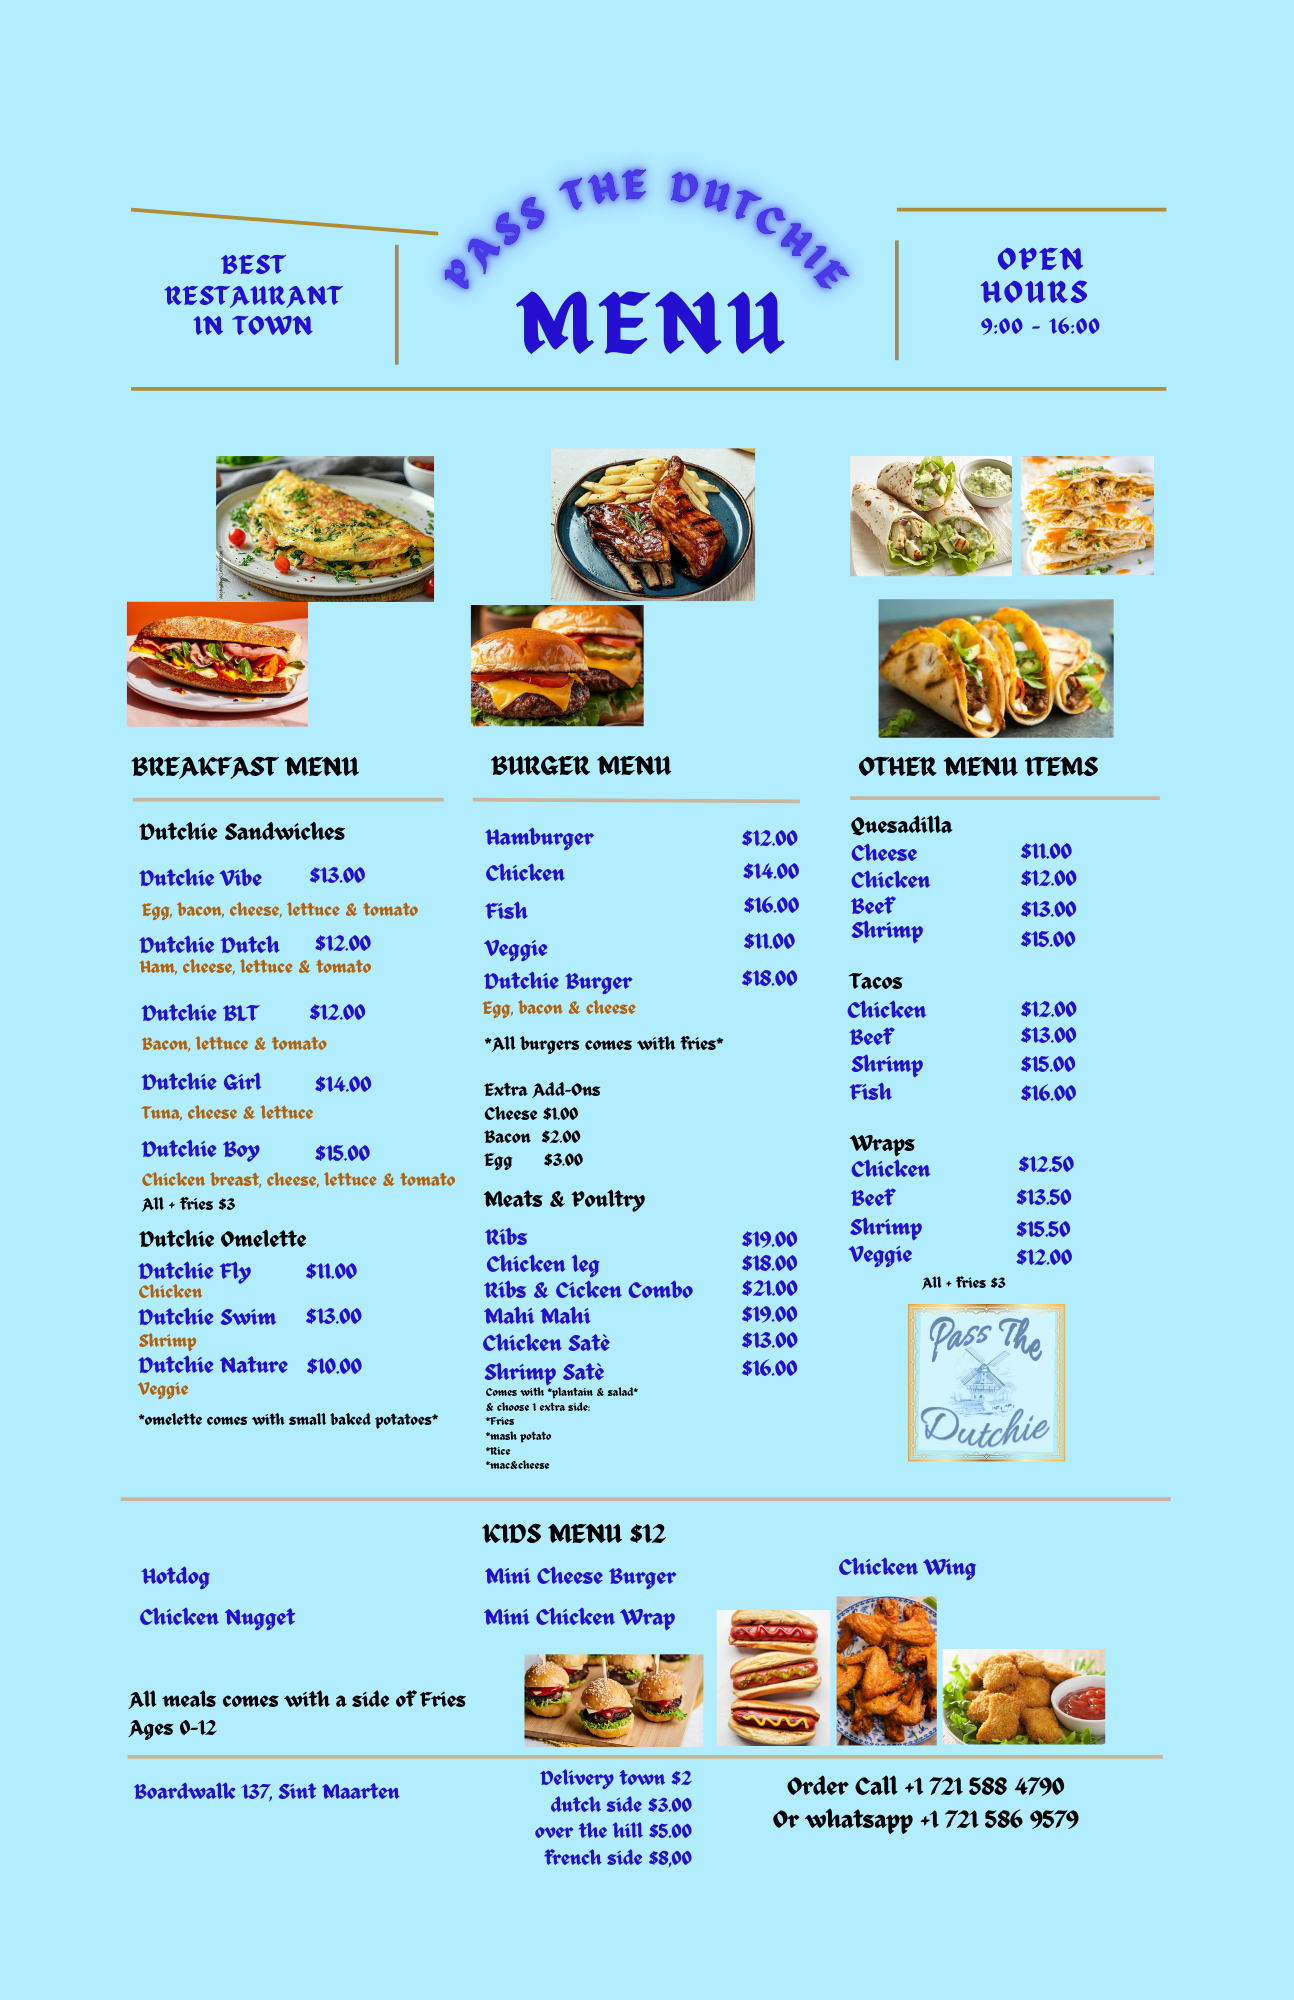 PASS THE DUTCHIE
MENU
BEST
RESTAURANT
IN TOWN
OPEN
HOURS
9:00 - 16:00
BREAKFAST MENU
Dutchie Sandwiches
Dutchie Vibe $13.00
Egg, bacon, cheese, lettuce & tomato
Dutchie Dutch $12.00
Ham, cheese, lettuce & tomato
Dutchie BLT $12.00
Bacon, lettuce & tomato
Dutchie Girl $14.00
Tuna, cheese & lettuce
Dutchie Boy $15.00
Chicken breast, cheese, lettuce & tomato
All + fries $3
Dutchie Omelette
Dutchie Fly $11.00
Chicken
Dutchie Swim $13.00
Shrimp
Dutchie Nature $10.00
Veggie
*omelette comes with small baked potatoes*
BURGER MENU
Hamburger $12.00
Chicken $14.00
Fish $16.00
Veggie $11.00
Dutchie Burger $18.00
Egg, bacon & cheese
*All burgers comes with fries*
Extra Add-Ons
Cheese $1.00
Bacon $2.00
Egg $3.00
Meats & Poultry
Ribs $19.00
Chicken leg $18.00
Ribs & Cicken Combo $21.00
Mahi Mahi $19.00
Chicken Satè $13.00
Shrimp Satè $16.00
Comes with *plantain & salad*
& choose 1 extra side:
*Fries
*mash potato
*Rice
*mac&cheese
OTHER MENU ITEMS
Quesadilla
Cheese $11.00
Chicken $12.00
Beef $13.00
Shrimp $15.00
Tacos
Chicken $12.00
Beef $13.00
Shrimp $15.00
Fish $16.00
Wraps
Chicken $12.50
Beef $13.50
Shrimp $15.50
Veggie $12.00
All + fries $3
Pass The
Dutchie
KIDS MENU $12
Hotdog
Chicken Nugget
Mini Cheese Burger
Mini Chicken Wrap
Chicken Wing
All meals comes with a side of Fries
Ages 0-12
Boardwalk 137, Sint Maarten
Delivery town $2
dutch side $3.00
over the hill $5.00
french side $8,00
Order Call +1 721 588 4790
Or whatsapp +1 721 586 9579